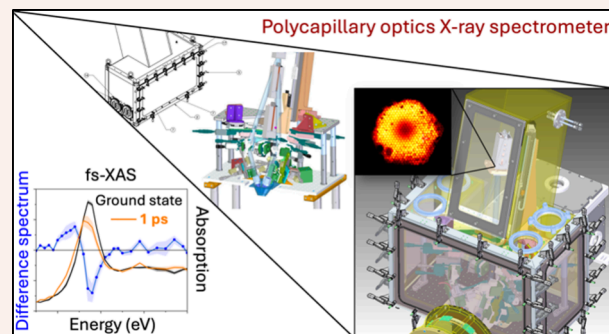 Polycapillary optics X-ray spectrometer
fs-XAS
Ground state
1 ps
Difference spectrum
Absorption
Energy (eV)